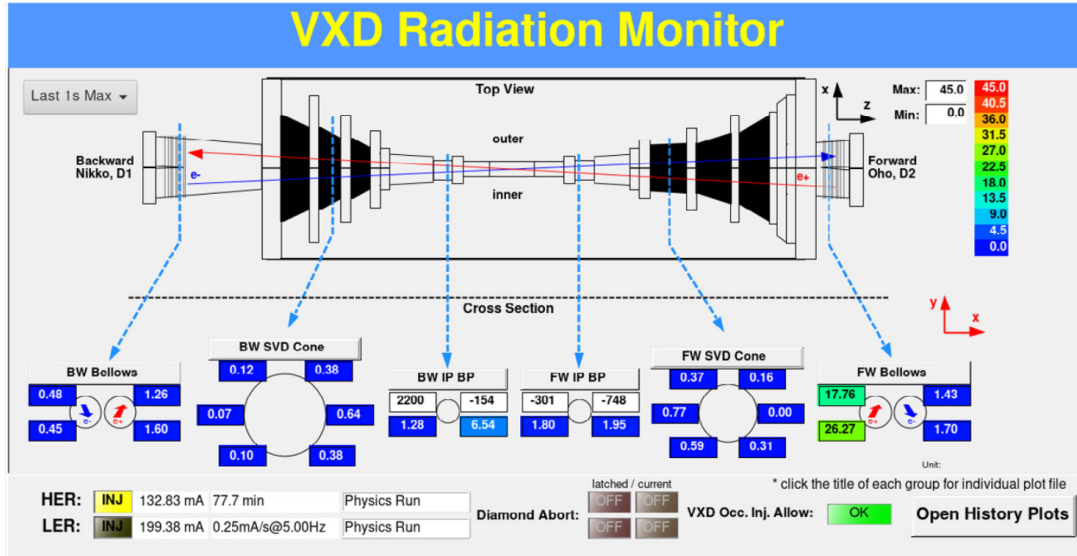 VXD Radiation Monitor
Last 1s Max
Top View
x
z
Max: 45.0
Min: 0.0
45.0
40.5
36.0
31.5
27.0
22.5
18.0
13.5
9.0
4.5
0.0
outer
Backward
Nikko, D1
e-
inner
e+
Forward
Oho, D2
Cross Section
y
x
BW Bellows
0.48 1.26
e- e+
0.45 1.60
BW SVD Cone
0.12 0.38
0.07 0.64
0.10 0.38
BW IP BP
2200 -154
1.28 6.54
FW IP BP
-301 -748
1.80 1.95
FW SVD Cone
0.37 0.16
0.77 0.00
0.59 0.31
FW Bellows
17.76 1.43
e+ e-
26.27 1.70
Unit:
* click the title of each group for individual plot file
HER: INJ 132.83 mA 77.7 min Physics Run
LER: INJ 199.38 mA 0.25mA/s@5.00Hz Physics Run
latched / current
Diamond Abort: OFF OFF
OFF OFF
VXD Occ. Inj. Allow: OK
Open History Plots